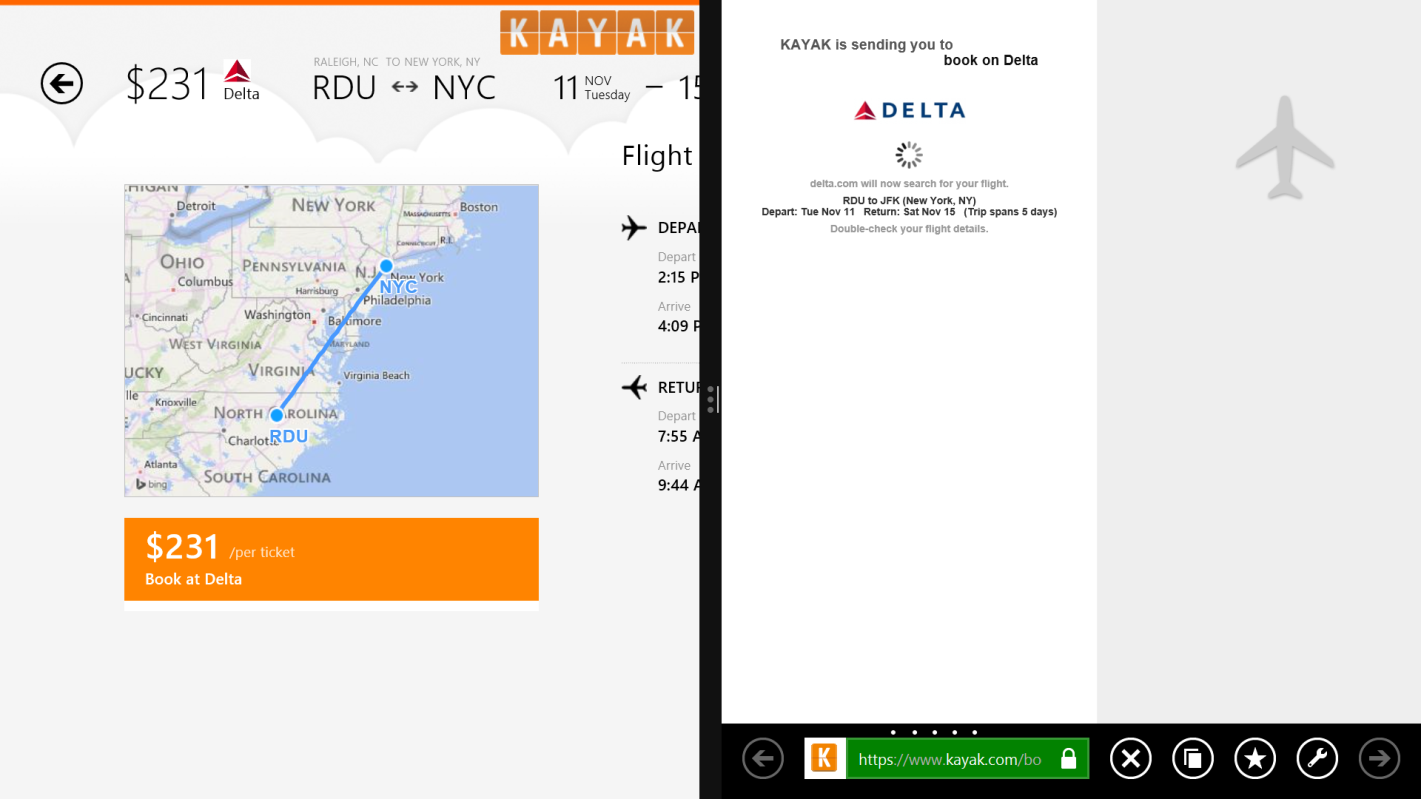 KAYAK
RALEIGH, NC TO NEW YORK, NY
$231 Delta RDU ↔ NYC 11 NOV Tuesday – 15
Flight
HIGAN
Detroit
NEW YORK
MASSACHUSETTS
Boston
CONNECTICUT
R.I.
OHIO
PENNSYLVANIA
N.J.
New York
Columbus
Harrisburg
NYC
Philadelphia
Cincinnati
Washington
Baltimore
WEST VIRGINIA
MARYLAND
UCKY
VIRGINIA
Virginia Beach
lle
Knoxville
NORTH CAROLINA
Charlotte
RDU
Atlanta
bing
SOUTH CAROLINA
$231 /per ticket
Book at Delta
DEPA
Depart
2:15 P
Arrive
4:09 P
RETU
Depart
7:55 A
Arrive
9:44 A
KAYAK is sending you to
book on Delta
DELTA
delta.com will now search for your flight.
RDU to JFK (New York, NY)
Depart: Tue Nov 11 Return: Sat Nov 15 (Trip spans 5 days)
Double-check your flight details.
K
https://www.kayak.com/bo